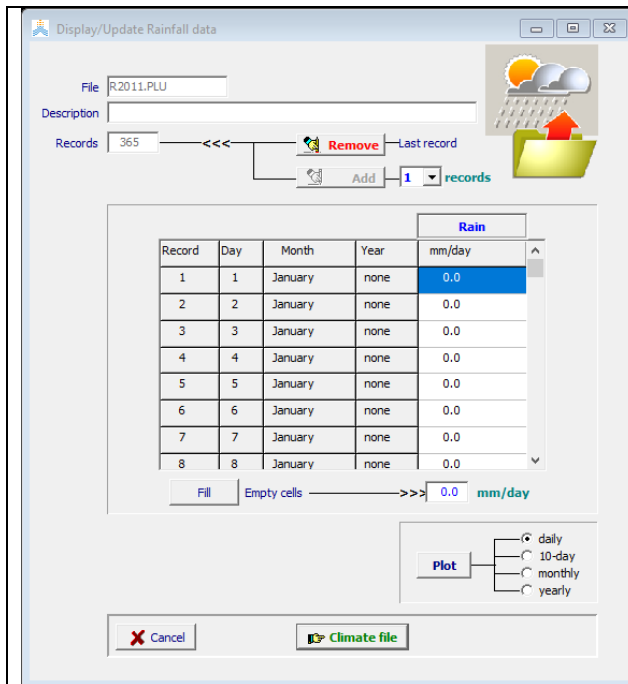 Display/Update Rainfall data
File R2011.PLU
Description
Records 365 <<< Remove Last record
Add 1 records
Rain
Record Day Month Year mm/day
1 1 January none 0.0
2 2 January none 0.0
3 3 January none 0.0
4 4 January none 0.0
5 5 January none 0.0
6 6 January none 0.0
7 7 January none 0.0
8 8 January none 0.0
Fill Empty cells >>> 0.0 mm/day
daily
10-day
Plot
monthly
yearly
Cancel Climate file